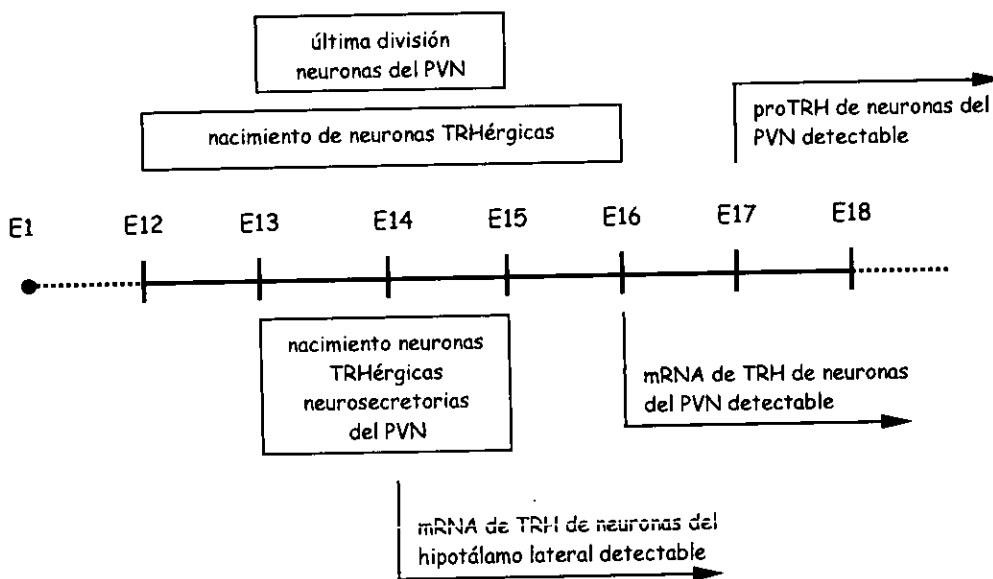 última división
neuronas del PVN
proTRH de neuronas del
PVN detectable
nacimiento de neuronas TRHérgicas
E1 E12 E13 E14 E15 E16 E17 E18
nacimiento neuronas
TRHérgicas
neurosecretorias
del PVN
mRNA de TRH de neuronas
del PVN detectable
mRNA de TRH de neuronas del
hipotálamo lateral detectable